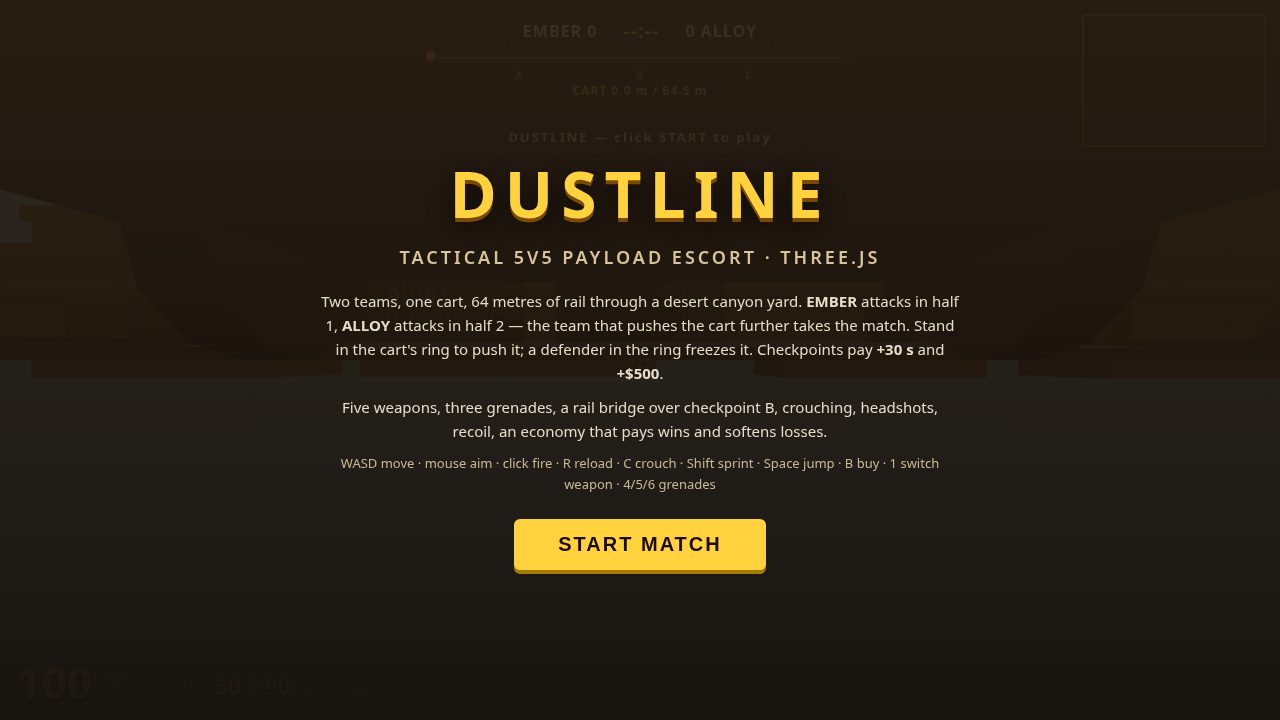 EMBER 0 --:-- 0 ALLOY
A B C
CART 0.0 m / 64.5 m
DUSTLINE — click START to play
DUSTLINE
TACTICAL 5V5 PAYLOAD ESCORT · THREE.JS
Two teams, one cart, 64 metres of rail through a desert canyon yard. EMBER attacks in half
1, ALLOY attacks in half 2 — the team that pushes the cart further takes the match. Stand
in the cart's ring to push it; a defender in the ring freezes it. Checkpoints pay +30 s and
+$500.
Five weapons, three grenades, a rail bridge over checkpoint B, crouching, headshots,
recoil, an economy that pays wins and softens losses.
WASD move · mouse aim · click fire · R reload · C crouch · Shift sprint · Space jump · B buy · 1 switch
weapon · 4/5/6 grenades
START MATCH
100 $800 30 / 90